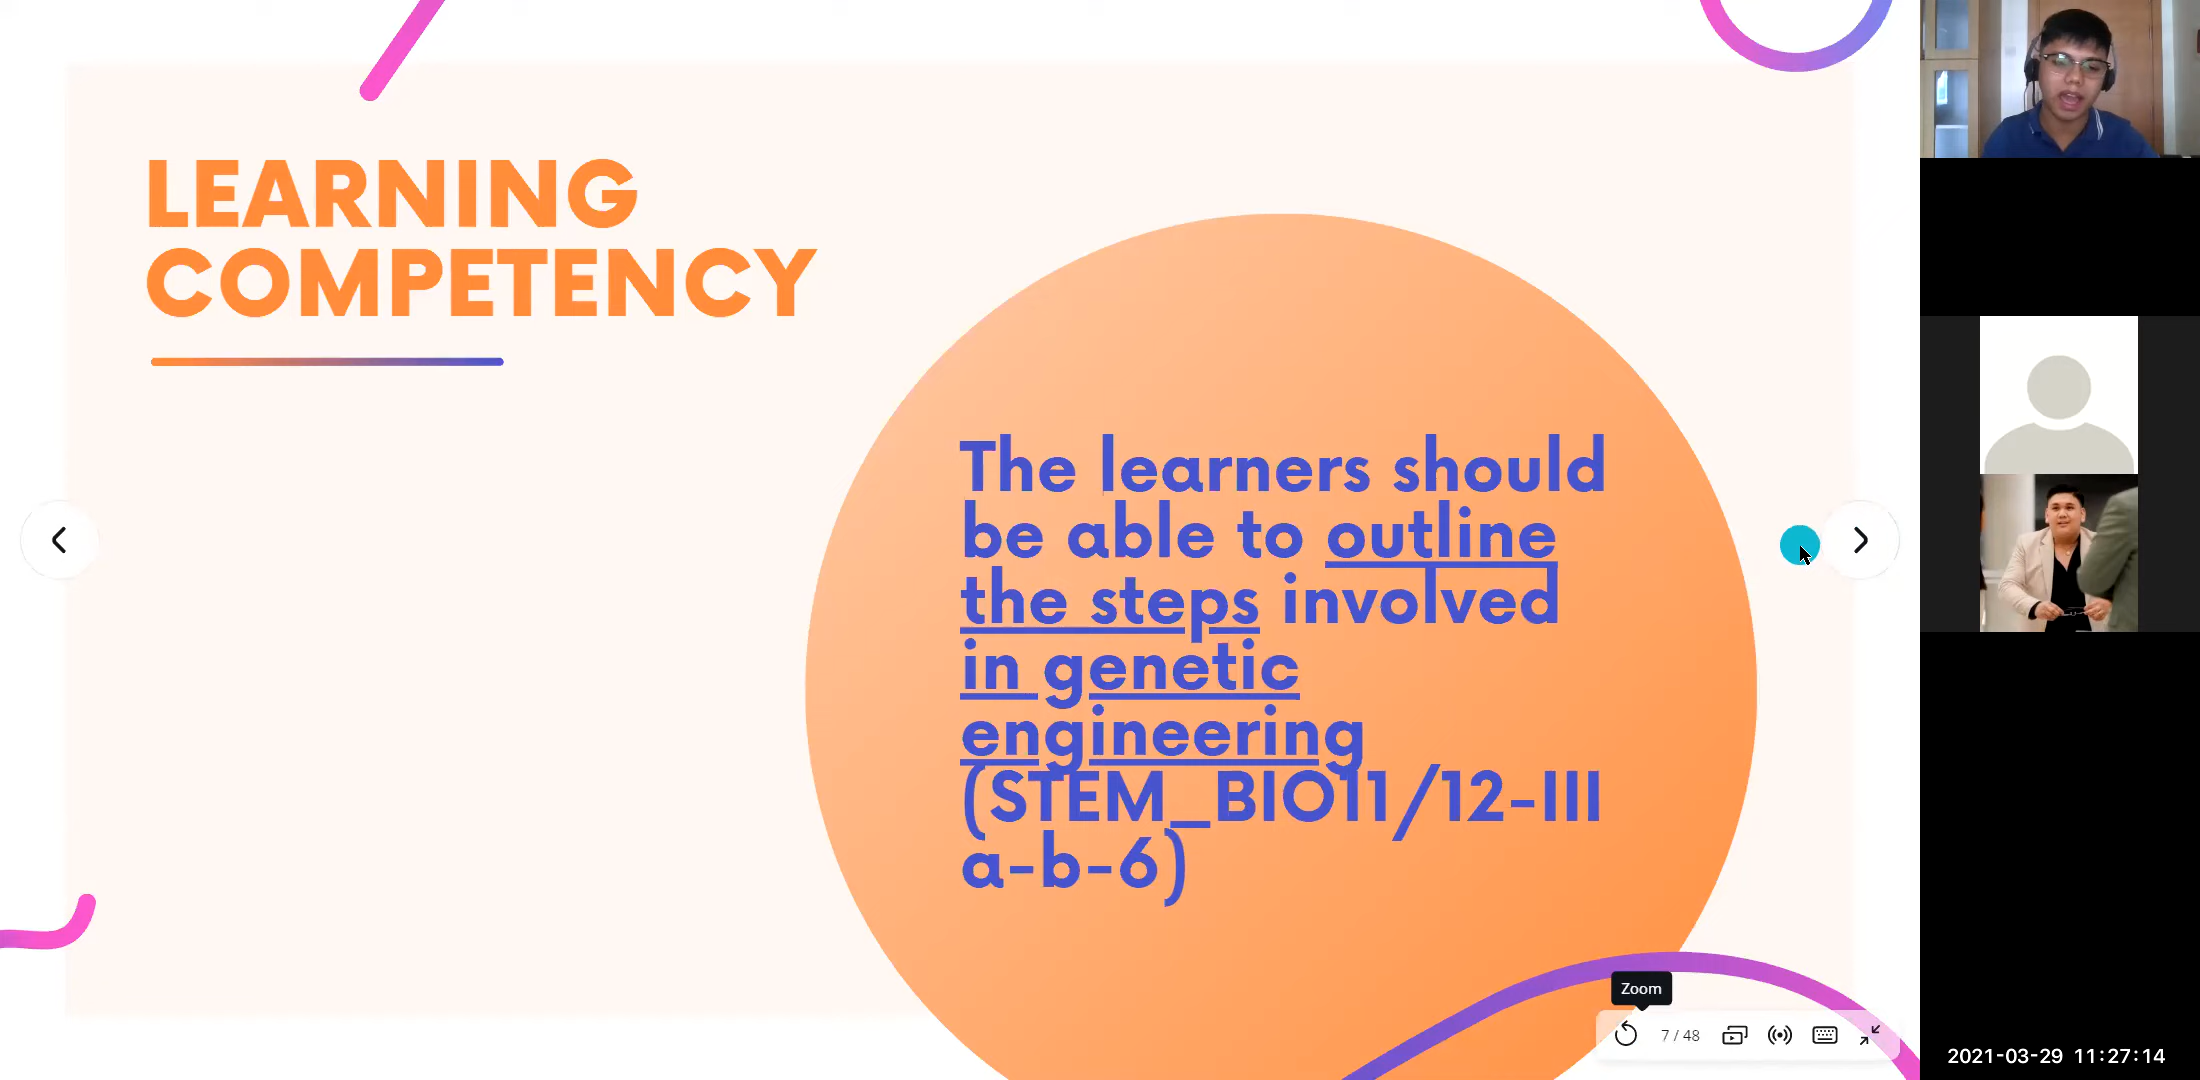 LEARNING
COMPETENCY
The learners should
be able to outline
the steps involved
in genetic
engineering
(STEM_BIO11/12-III
a-b-6)
Zoom
7 / 48
2021-03-29 11:27:14